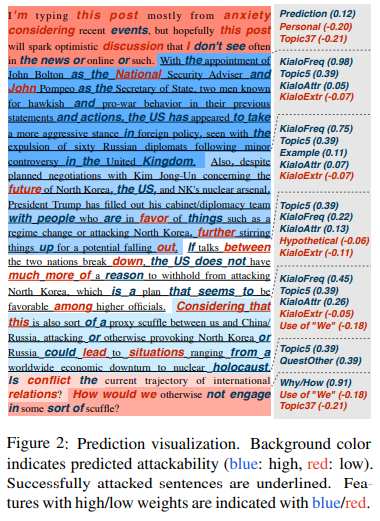 I'm typing this post mostly from anxiety
considering recent events, but hopefully this post
will spark optimistic discussion that I don't see often
in the news or online or such. With the appointment
of John Bolton as the National Security Adviser and
John Pompeo as the Secretary of State, two men known
for hawkish and pro-war behavior in their previous
statements and actions, the US has appeared to take
a more aggressive stance in foreign policy, seen with the
expulsion of sixty Russian diplomats following minor
controversy in the United Kingdom. Also, despite
planned negotiations with Kim Jong-Un concerning the
future of North Korea, the US, and NK's nuclear arsenal,
President Trump has filled out his cabinet/diplomacy team
with people who are in favor of things such as a
regime change or attacking North Korea, further stirring
things up for a potential falling out. If talks between
the two nations break down, the US does not have
much more of a reason to withhold from attacking
North Korea, which is a plan that seems to be
favorable among higher officials. Considering that
this is also sort of a proxy scuffle between us and China/
Russia, attacking or otherwise provoking North Korea or
Russia could lead to situations ranging from a
worldwide economic downturn to nuclear holocaust.
Is conflict the current trajectory of international
relations? How would we otherwise not engage
in some sort of scuffle?
Prediction (0.12)
Personal (-0.20)
Topic37 (-0.21)
KialoFreq (0.98)
Topic5 (0.39)
KialoAttr (0.05)
KialoExtr (-0.07)
KialoFreq (0.75)
Topic5 (0.39)
Example (0.11)
KialoAttr (0.07)
KialoExtr (-0.07)
Topic5 (0.39)
KialoFreq (0.22)
KialoAttr (0.13)
Hypothetical (-0.06)
KialoExtr (-0.11)
KialoFreq (0.45)
Topic5 (0.39)
KialoAttr (0.26)
KialoExtr (-0.05)
Use of "We" (-0.18)
Topic5 (0.39)
QuestOther (0.39)
Why/How (0.91)
Use of "We" (-0.18)
Topic37 (-0.21)
Figure 2: Prediction visualization. Background color
indicates predicted attackability (blue: high, red: low).
Successfully attacked sentences are underlined. Fea-
tures with high/low weights are indicated with blue/red.